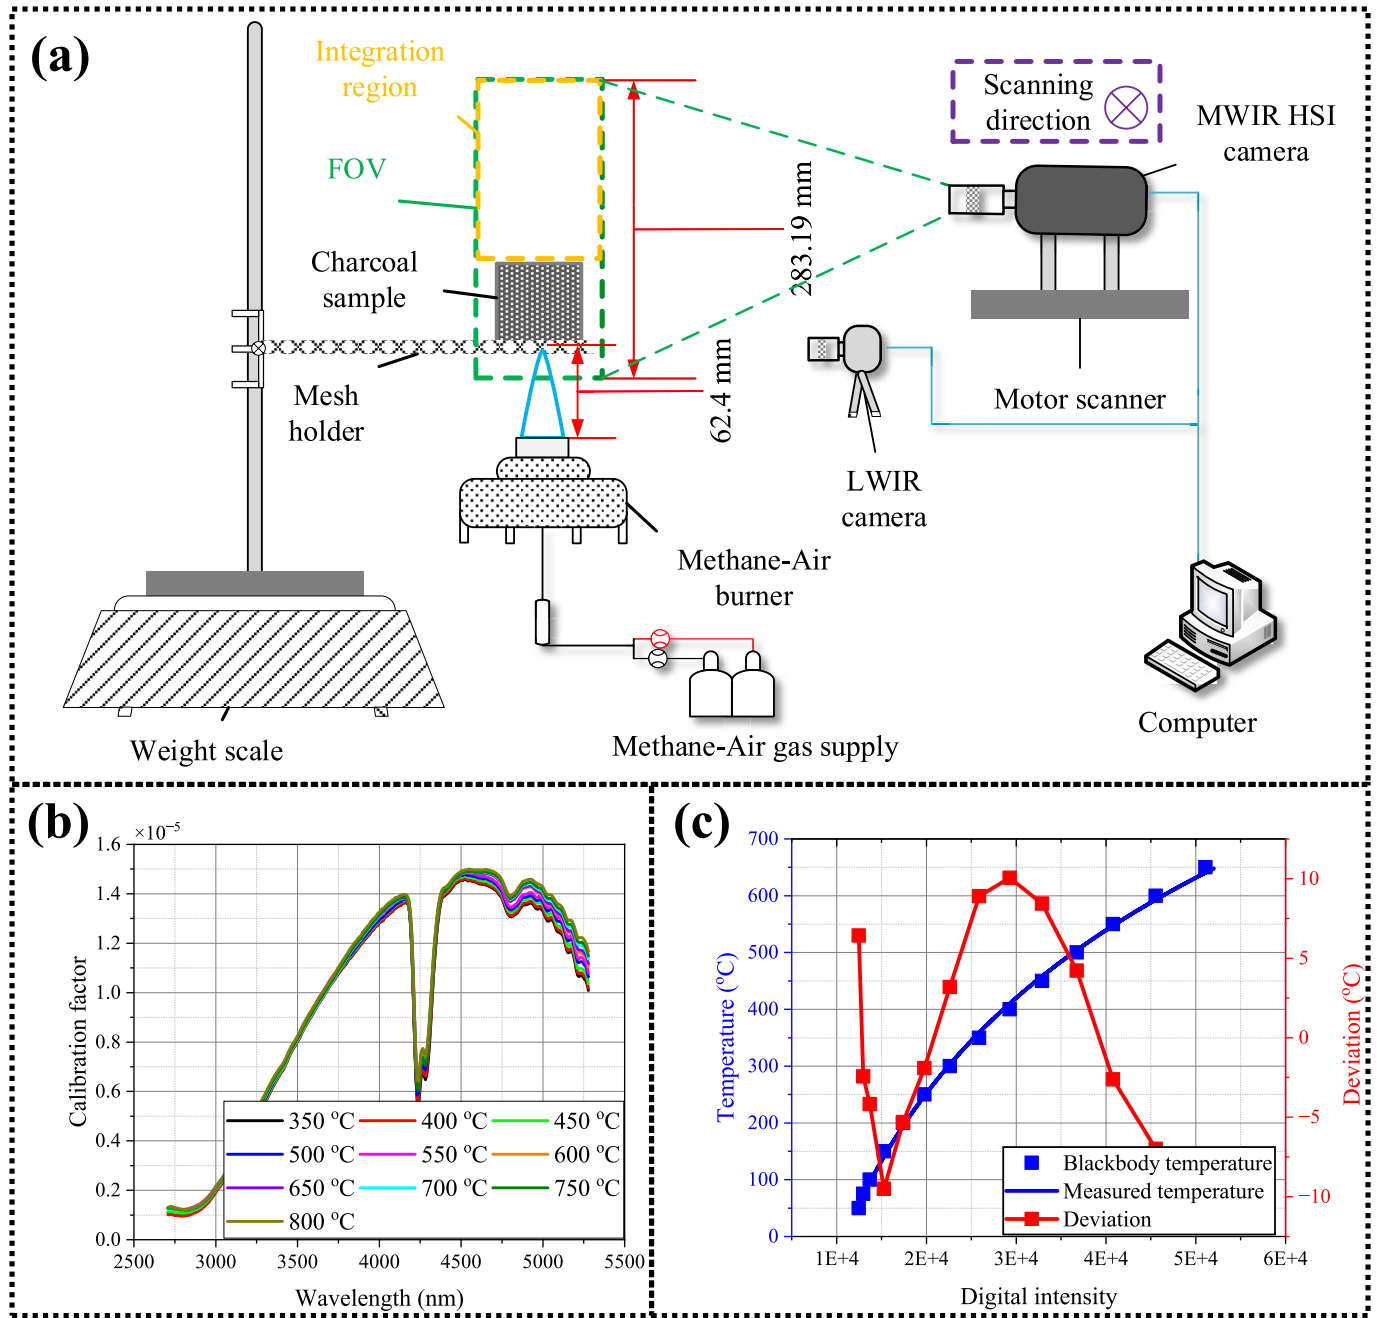 (a)
Integration
region
FOV
Charcoal
sample
Mesh
holder
Weight scale
283.19 mm
62.4 mm
Methane-Air
burner
Methane-Air gas supply
Scanning
direction
MWIR HSI
camera
Motor scanner
LWIR
camera
Computer
(b)
×10⁻⁵
1.6
1.4
1.2
1.0
0.8
0.6
0.4
0.2
0.0
Calibration factor
350 °C 400 °C 450 °C
500 °C 550 °C 600 °C
650 °C 700 °C 750 °C
800 °C
2500 3000 3500 4000 4500 5000 5500
Wavelength (nm)
(c)
700
600
500
400
300
200
100
0
Temperature (°C)
10
5
0
−5
−10
Deviation (°C)
Blackbody temperature
Measured temperature
Deviation
1E+4 2E+4 3E+4 4E+4 5E+4 6E+4
Digital intensity